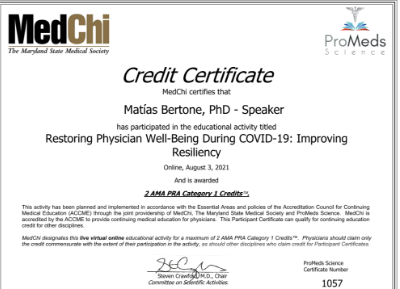 MedChi
The Maryland State Medical Society
ProMeds
Science
Credit Certificate
MedChi certifies that
Matías Bertone, PhD - Speaker
has participated in the educational activity titled
Restoring Physician Well-Being During COVID-19: Improving
Resiliency
Online, August 3, 2021
And is awarded
2 AMA PRA Category 1 Credits™.
This activity has been planned and implemented in accordance with the Essential Areas and policies of the Accreditation Council for Continuing
Medical Education (ACCME) through the joint providership of MedChi, The Maryland State Medical Society and ProMeds Science. MedChi is
accredited by the ACCME to provide continuing medical education for physicians. This Participant Certificate can qualify for continuing education
credit for other disciplines.
MedChi designates this live virtual online educational activity for a maximum of 2 AMA PRA Category 1 Credits™. Physicians should claim only
the credit commensurate with the extent of their participation in the activity, as should other disciplines who claim credit for Participant Certificates.
Steven Crawford, M.D., Chair
Committee on Scientific Activities.
ProMeds Science
Certificate Number
1057